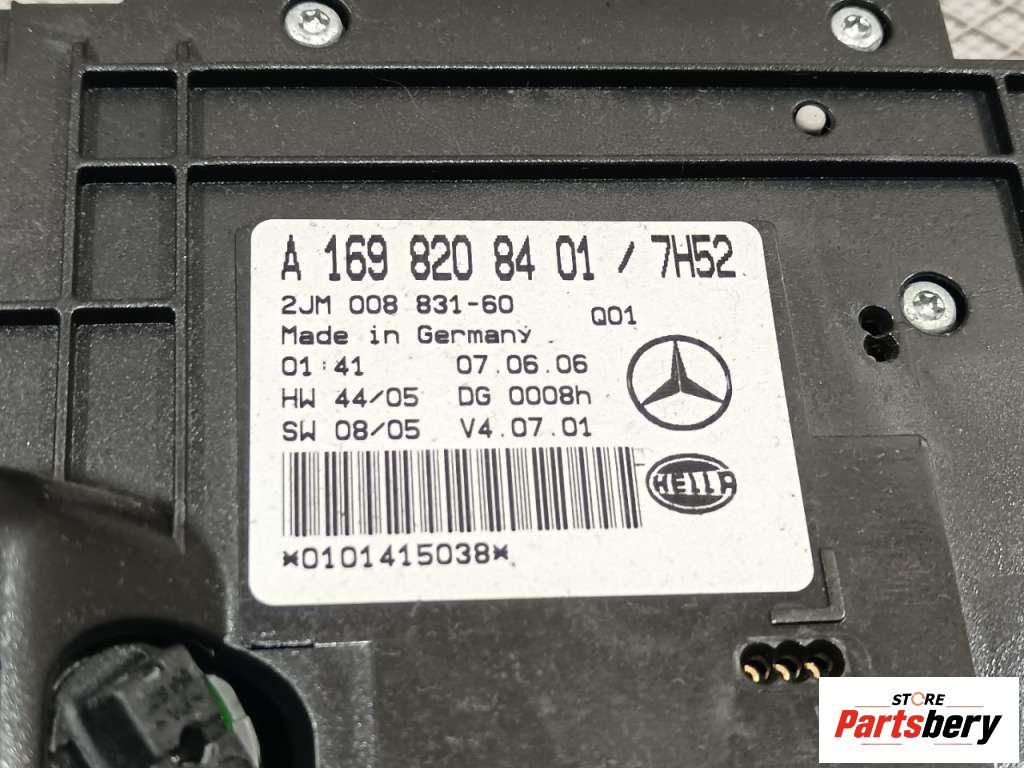 A 169 820 84 01 / 7H52
2JM 008 831-60 Q01
Made in Germany
01:41 07.06.06
HW 44/05 DG 0008h
SW 08/05 V4.07.01
HELLA
*0101415038*
STORE
Partsbery